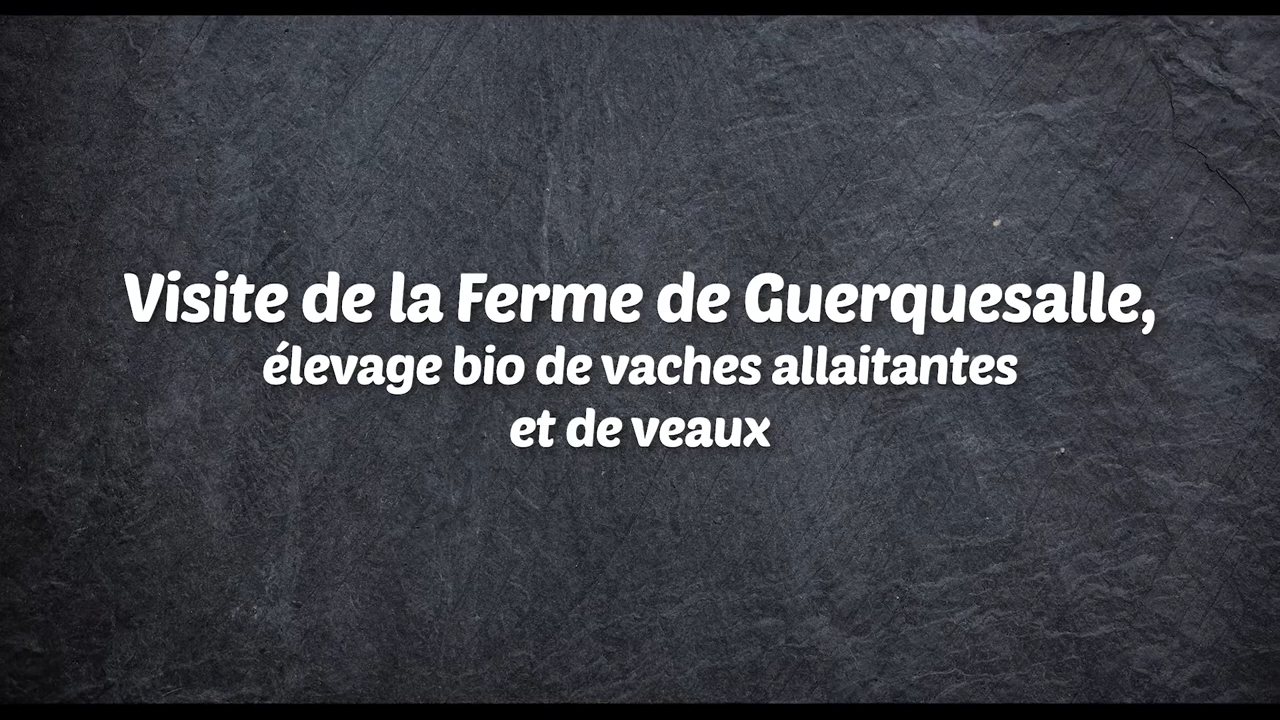 Visite de la Ferme de Guerquesalle,
élevage bio de vaches allaitantes
et de veaux